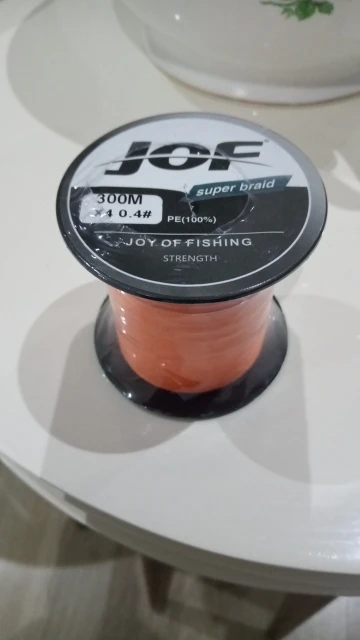 JOF
super braid
300M
X4 0.4#
PE(100%)
JOY OF FISHING
STRENGTH